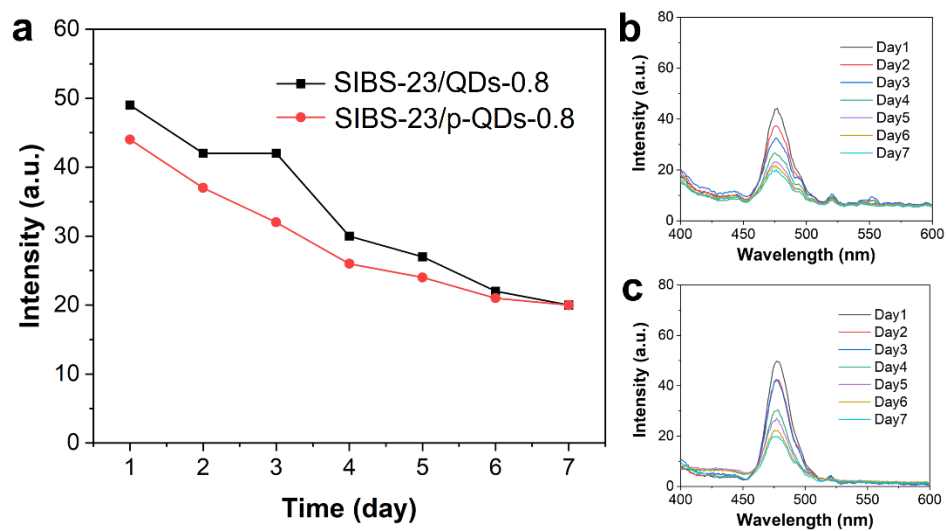 a
60
50
40
30
20
10
0
Intensity (a.u.)
SIBS-23/QDs-0.8
SIBS-23/p-QDs-0.8
1 2 3 4 5 6 7
Time (day)
b
80
60
40
20
0
Intensity (a.u.)
Day1
Day2
Day3
Day4
Day5
Day6
Day7
400 450 500 550 600
Wavelength (nm)
c
80
60
40
20
0
Intensity (a.u.)
Day1
Day2
Day3
Day4
Day5
Day6
Day7
400 450 500 550 600
Wavelength (nm)